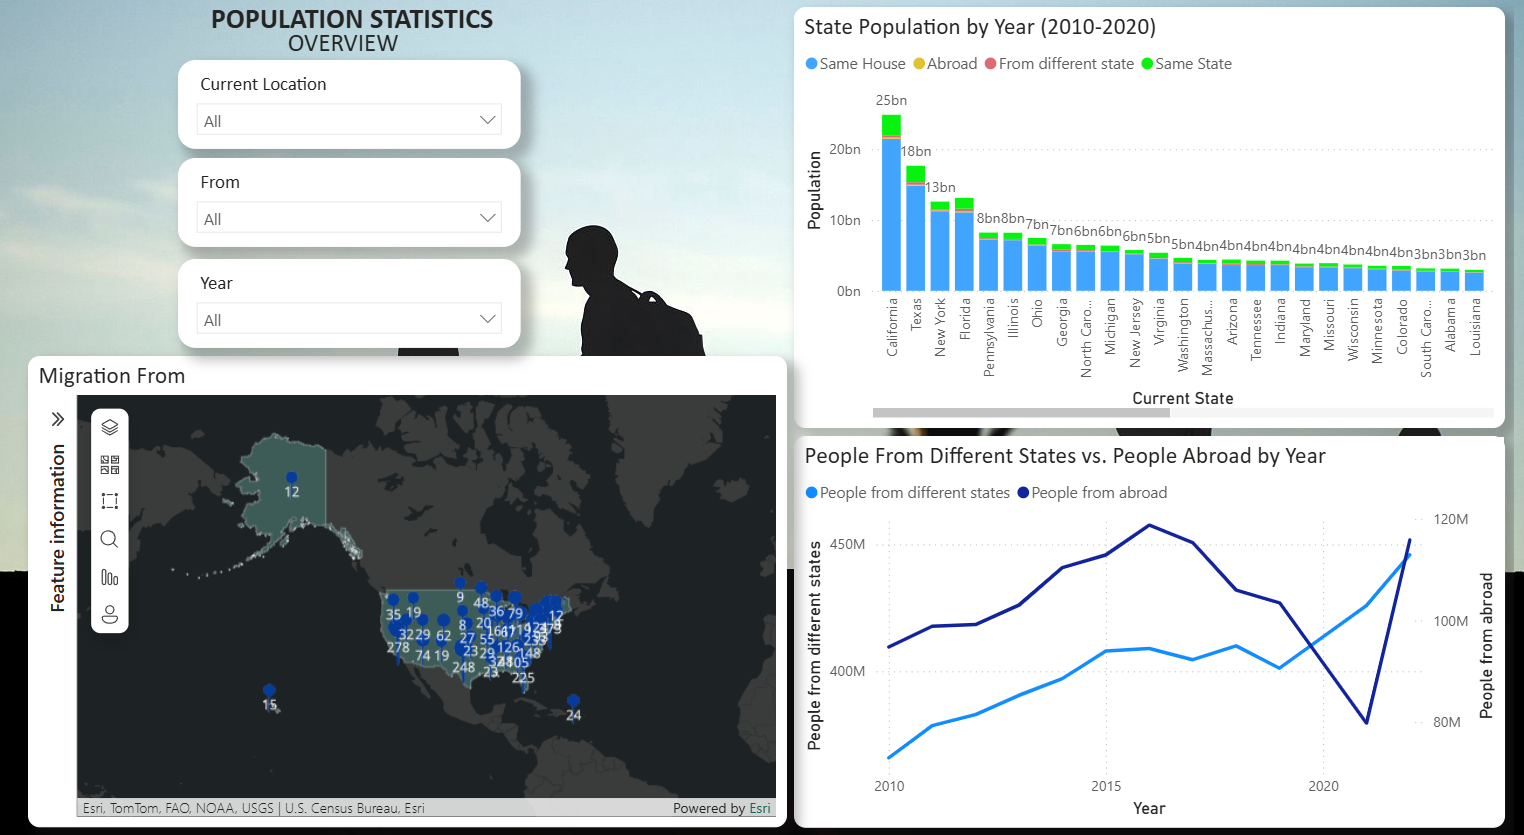 POPULATION STATISTICS
OVERVIEW
Current Location
All
From
All
Year
All
Migration From
Feature information
12
9
48
36
79
12
35
19
8
20
32
29
62
27
55
278
74
19
23
29
126
148
248
23
105
225
15
24
Esri, TomTom, FAO, NOAA, USGS | U.S. Census Bureau, Esri
Powered by Esri
State Population by Year (2010-2020)
Same House
Abroad
From different state
Same State
Population
20bn
10bn
0bn
25bn
18bn
13bn
8bn
8bn
7bn
7bn
6bn
6bn
6bn
5bn
5bn
4bn
4bn
4bn
4bn
4bn
4bn
4bn
4bn
4bn
3bn
3bn
3bn
California
Texas
New York
Florida
Pennsylvania
Illinois
Ohio
Georgia
North Caro...
Michigan
New Jersey
Virginia
Washington
Massachus...
Arizona
Tennessee
Indiana
Maryland
Missouri
Wisconsin
Minnesota
Colorado
South Caro...
Alabama
Louisiana
Current State
People From Different States vs. People Abroad by Year
People from different states
People from abroad
People from different states
450M
400M
120M
100M
80M
People from abroad
2010
2015
2020
Year